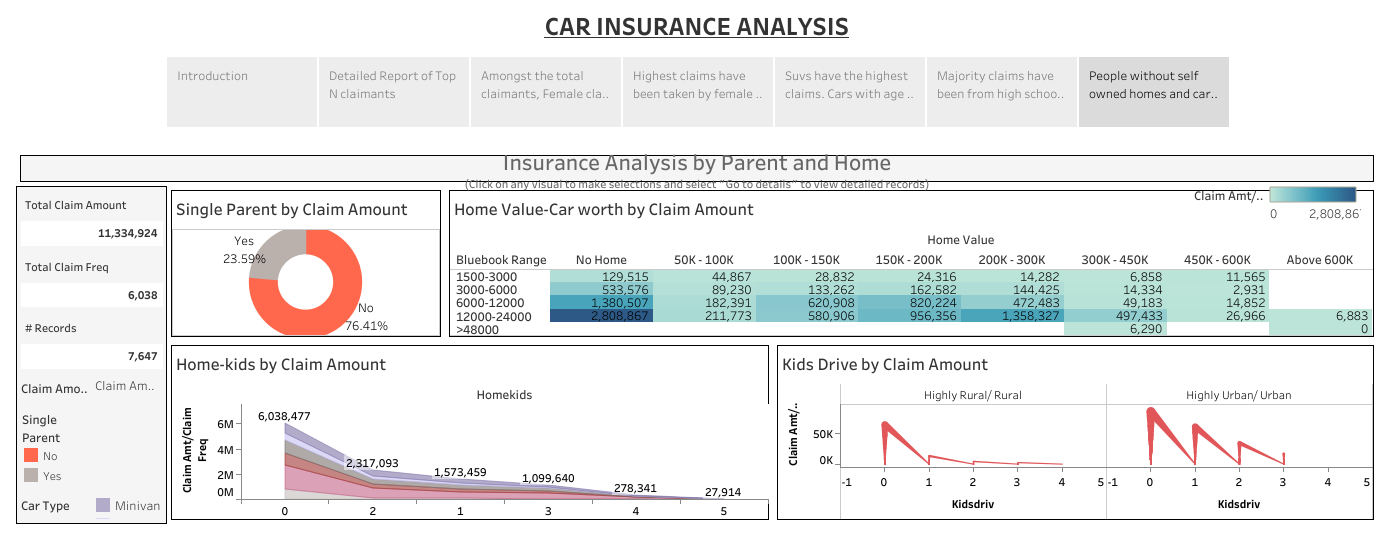 CAR INSURANCE ANALYSIS
Introduction
Detailed Report of Top
N claimants
Amongst the total
claimants, Female cla..
Highest claims have
been taken by female ..
Suvs have the highest
claims. Cars with age ..
Majority claims have
been from high schoo..
People without self
owned homes and car..
Insurance Analysis by Parent and Home
(Click on any visual to make selections and select "Go to details" to view detailed records)
Total Claim Amount
11,334,924
Total Claim Freq
6,038
# Records
7,647
Claim Amo.. Claim Am..
Single
Parent
No
Yes
Car Type Minivan
Single Parent by Claim Amount
Yes
23.59%
No
76.41%
Home Value-Car worth by Claim Amount
Claim Amt/..
0 2,808,86
Home Value
Bluebook Range No Home 50K - 100K 100K - 150K 150K - 200K 200K - 300K 300K - 450K 450K - 600K Above 600K
1500-3000 129,515 44,867 28,832 24,316 14,282 6,858 11,565
3000-6000 533,576 89,230 133,262 162,582 144,425 14,334 2,931
6000-12000 1,380,507 182,391 620,908 820,224 472,483 49,183 14,852
12000-24000 2,808,867 211,773 580,906 956,356 1,358,327 497,433 26,966 6,883
>48000 6,290 0
Home-kids by Claim Amount
Homekids
Claim Amt/Claim
Freq
6M
4M
2M
0M
6,038,477
2,317,093
1,573,459
1,099,640
278,341
27,914
0 2 1 3 4 5
Kids Drive by Claim Amount
Highly Rural/ Rural Highly Urban/ Urban
Claim Amt/..
50K
0K
-1 0 1 2 3 4 5 -1 0 1 2 3 4 5
Kidsdriv Kidsdriv